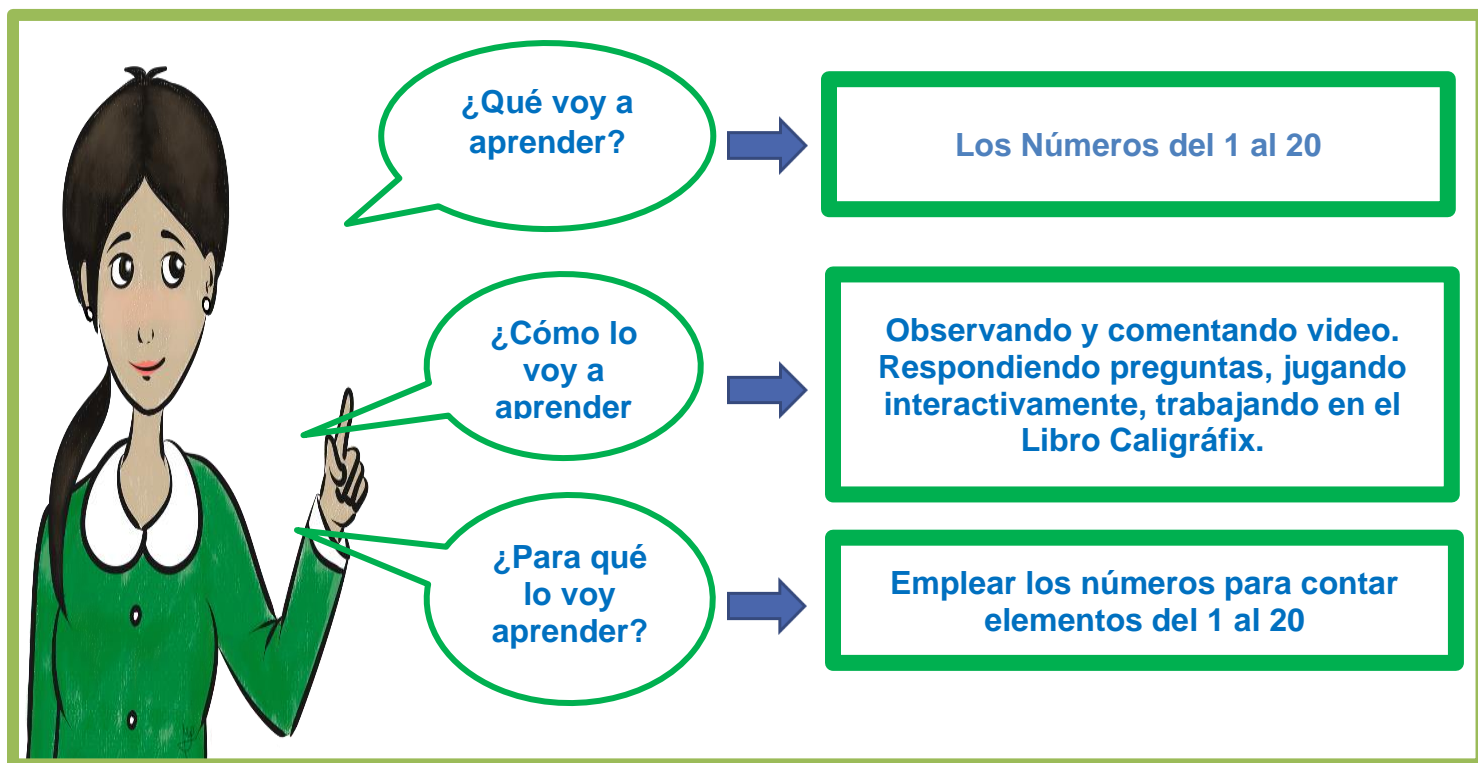 ¿Qué voy a
aprender?
Los Números del 1 al 20
¿Cómo lo
voy a
aprender
Observando y comentando video.
Respondiendo preguntas, jugando
interactivamente, trabajando en el
Libro Caligráfix.
¿Para qué
lo voy
aprender?
Emplear los números para contar
elementos del 1 al 20